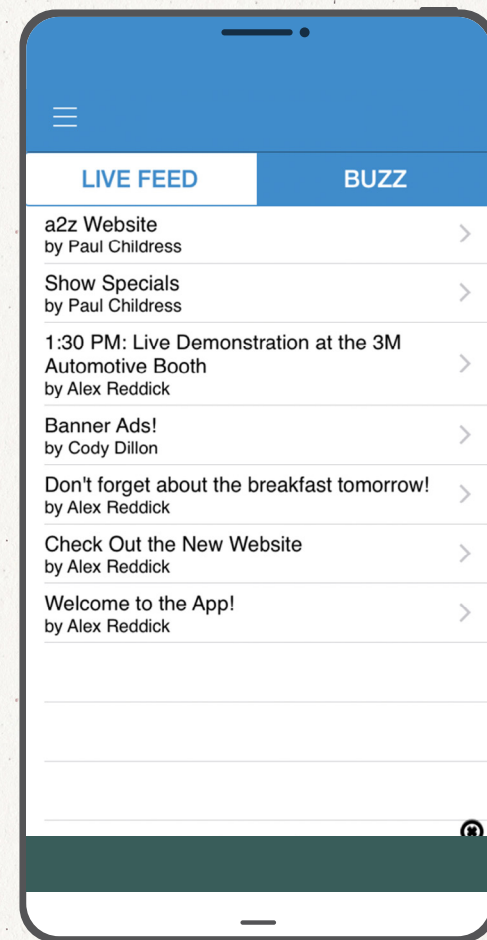 LIVE FEED
BUZZ
a2z Website
by Paul Childress
Show Specials
by Paul Childress
1:30 PM: Live Demonstration at the 3M
Automotive Booth
by Alex Reddick
Banner Ads!
by Cody Dillon
Don't forget about the breakfast tomorrow!
by Alex Reddick
Check Out the New Website
by Alex Reddick
Welcome to the App!
by Alex Reddick